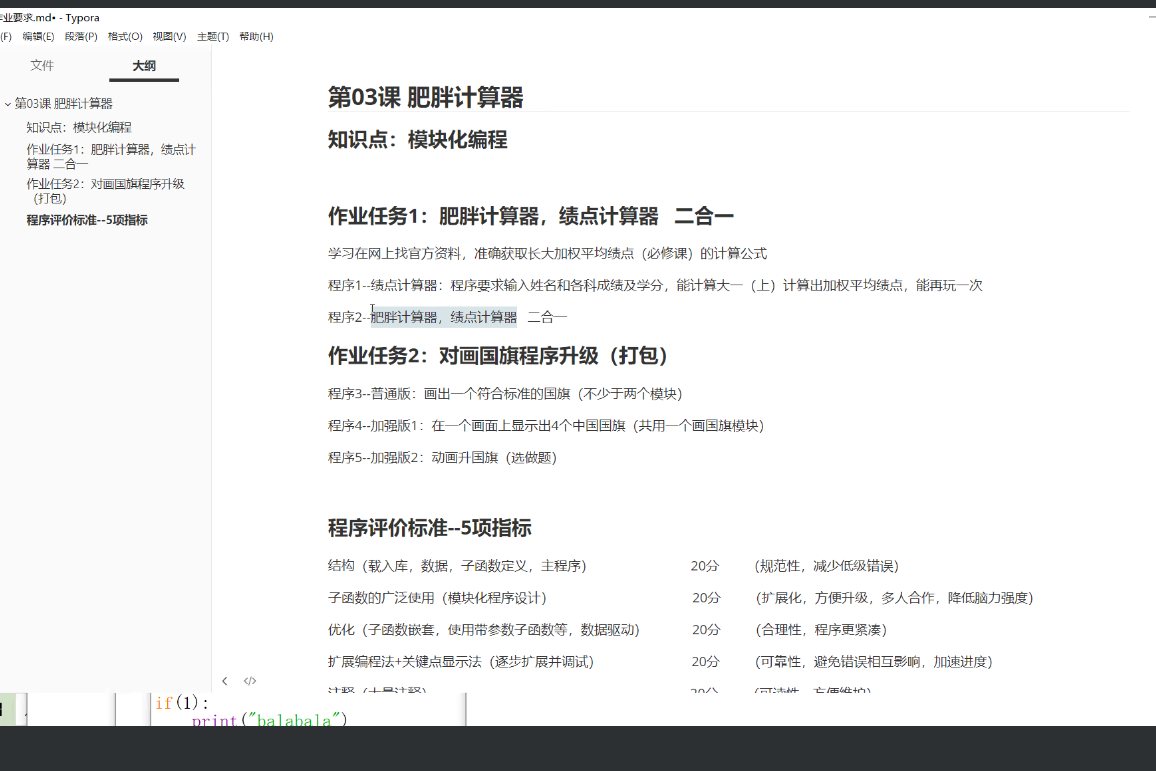 作业要求.md• - Typora
(F) 编辑(E) 段落(P) 格式(O) 视图(V) 主题(T) 帮助(H)
文件 大纲
第03课 肥胖计算器
知识点：模块化编程
作业任务1：肥胖计算器，绩点计
算器 二合一
作业任务2：对画国旗程序升级
（打包）
程序评价标准--5项指标
第03课 肥胖计算器
知识点：模块化编程
作业任务1：肥胖计算器，绩点计算器 二合一
学习在网上找官方资料，准确获取长大加权平均绩点（必修课）的计算公式
程序1--绩点计算器：程序要求输入姓名和各科成绩及学分，能计算大一（上）计算出加权平均绩点，能再玩一次
程序2--肥胖计算器，绩点计算器 二合一
作业任务2：对画国旗程序升级（打包）
程序3--普通版：画出一个符合标准的国旗（不少于两个模块）
程序4--加强版1：在一个画面上显示出4个中国国旗（共用一个画国旗模块）
程序5--加强版2：动画升国旗（选做题）
程序评价标准--5项指标
结构（载入库，数据，子函数定义，主程序） 20分 （规范性，减少低级错误）
子函数的广泛使用（模块化程序设计） 20分 （扩展化，方便升级，多人合作，降低脑力强度）
优化（子函数嵌套，使用带参数子函数等，数据驱动） 20分 （合理性，程序更紧凑）
扩展编程法+关键点显示法（逐步扩展并调试) 20分 （可靠性，避免错误相互影响，加速进度）
注释（大量注释） 20分 （可读性，方便维护）
if(1):
print("balabala")